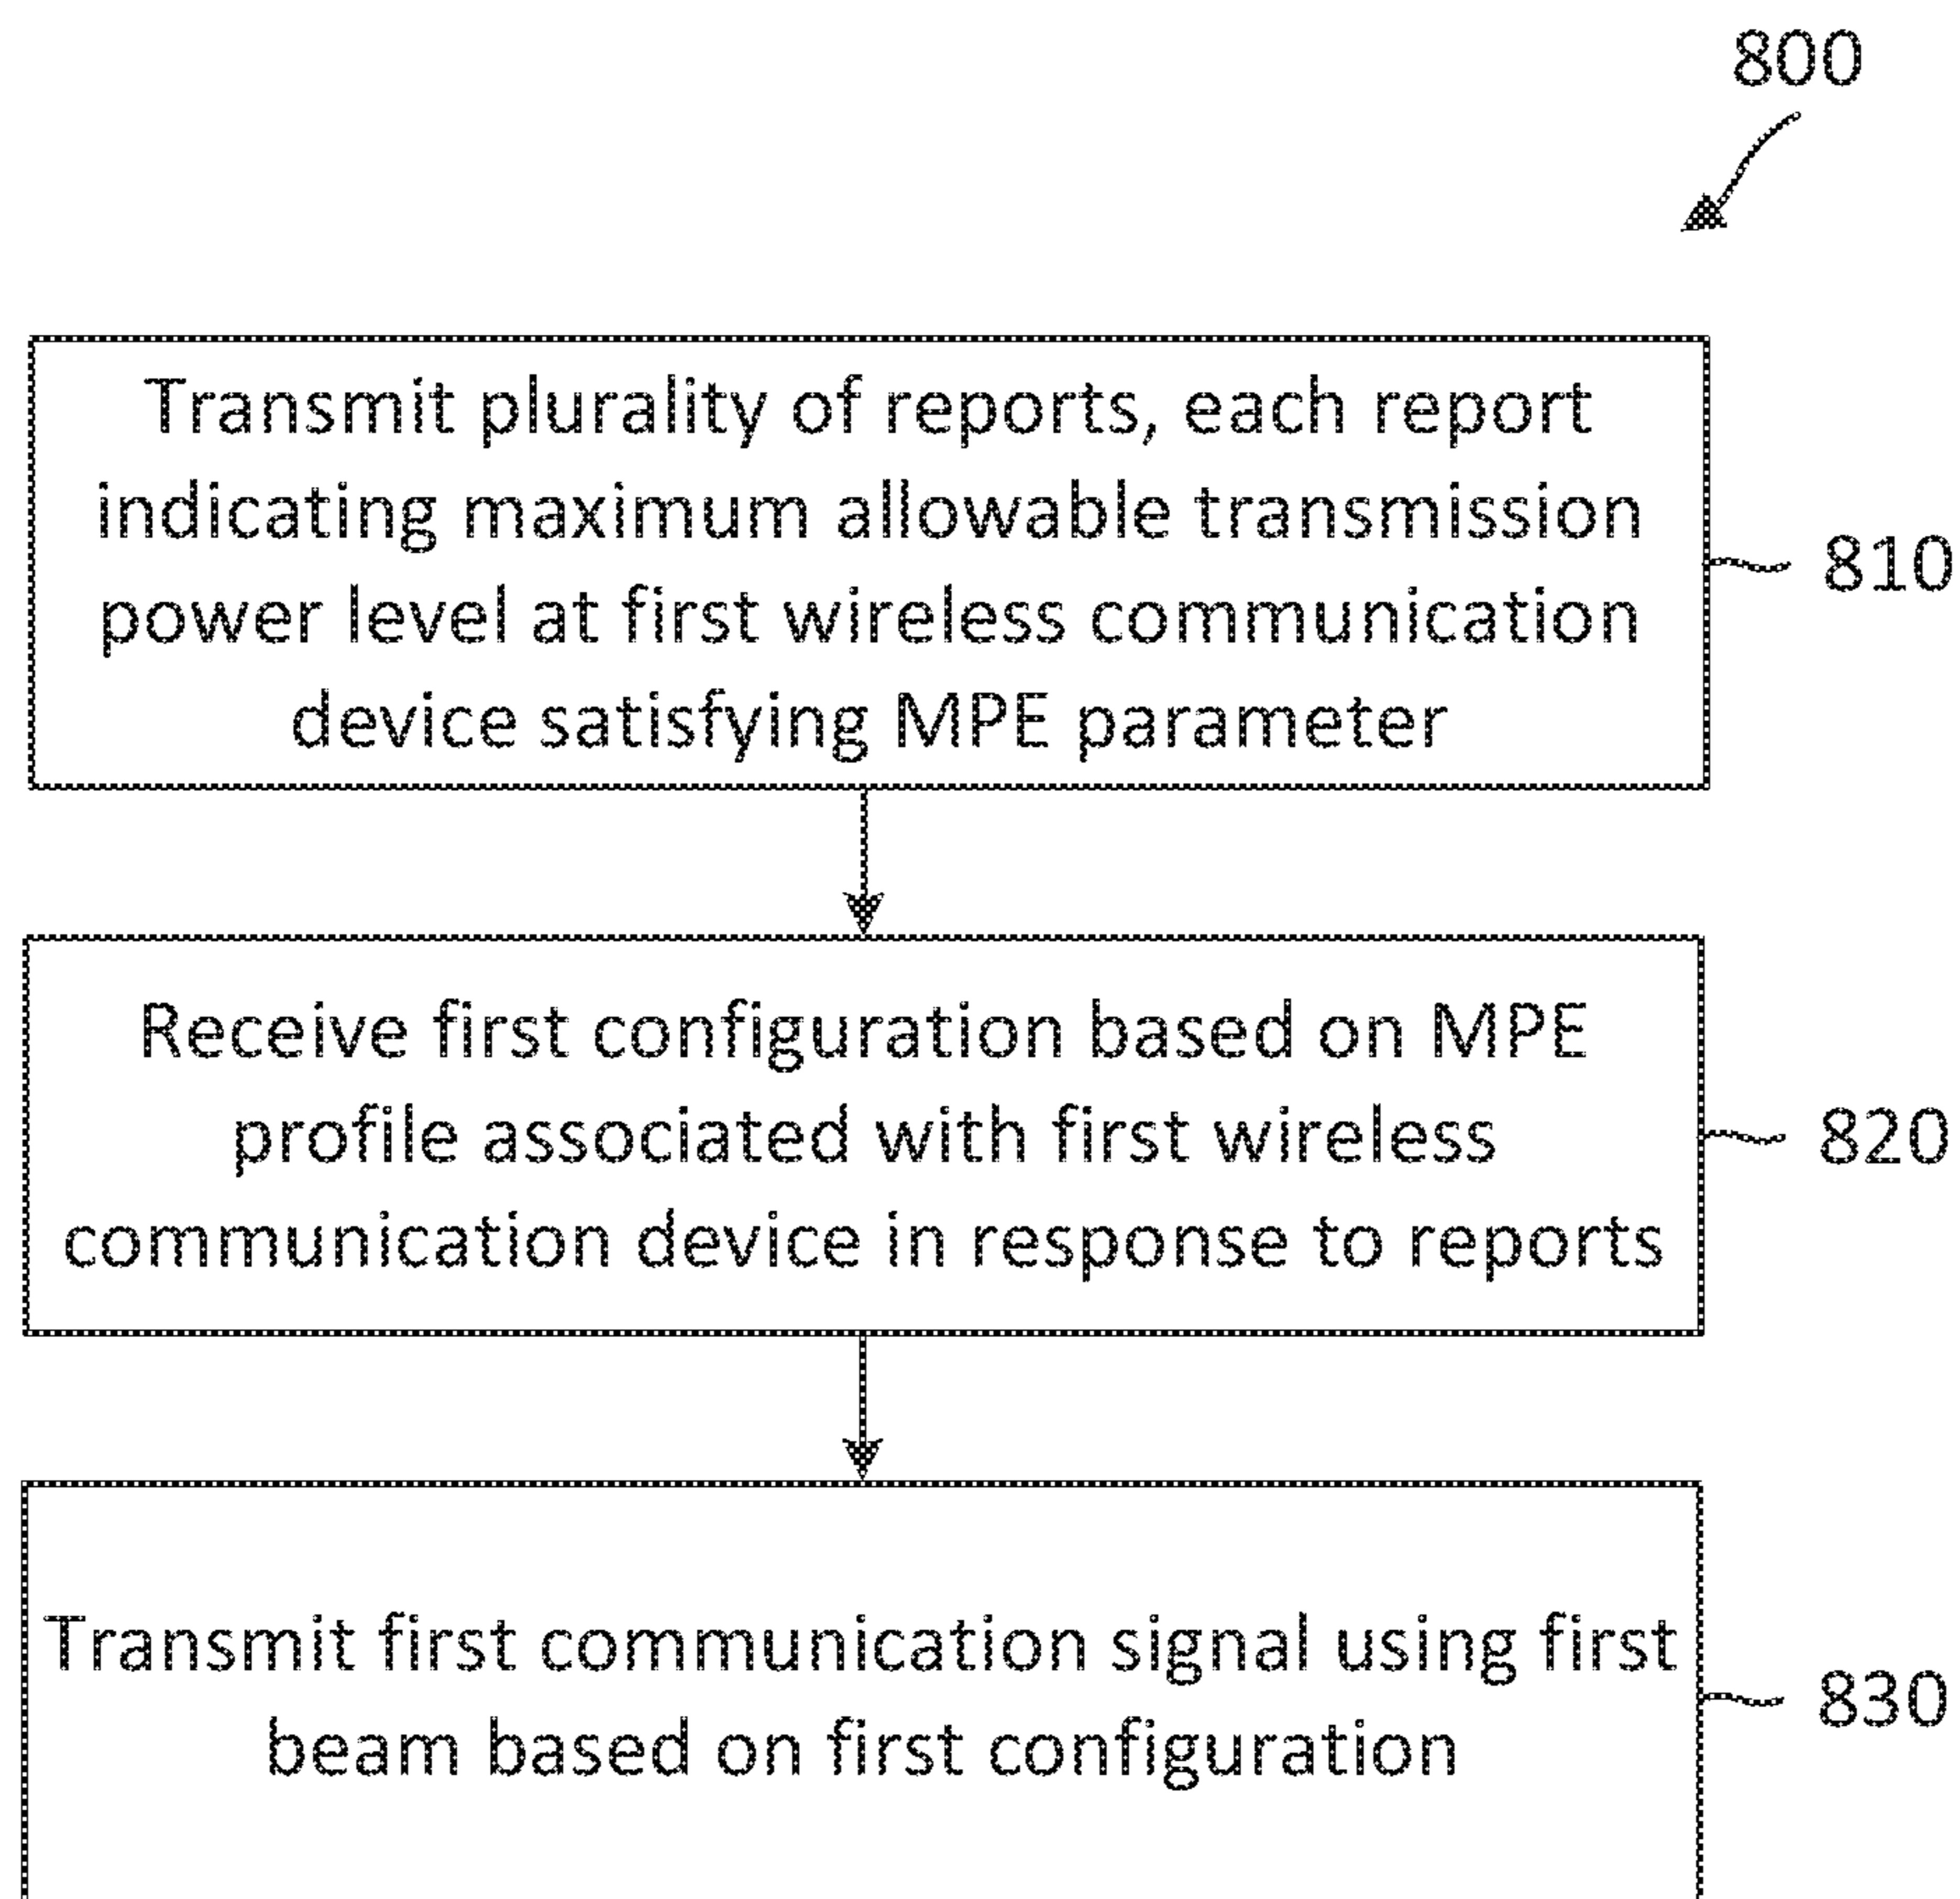 800
Transmit plurality of reports, each report
indicating maximum allowable transmission
power level at first wireless communication
device satisfying MPE parameter
810
Receive first configuration based on MPE
profile associated with first wireless
communication device in response to reports
820
Transmit first communication signal using first
beam based on first configuration
830